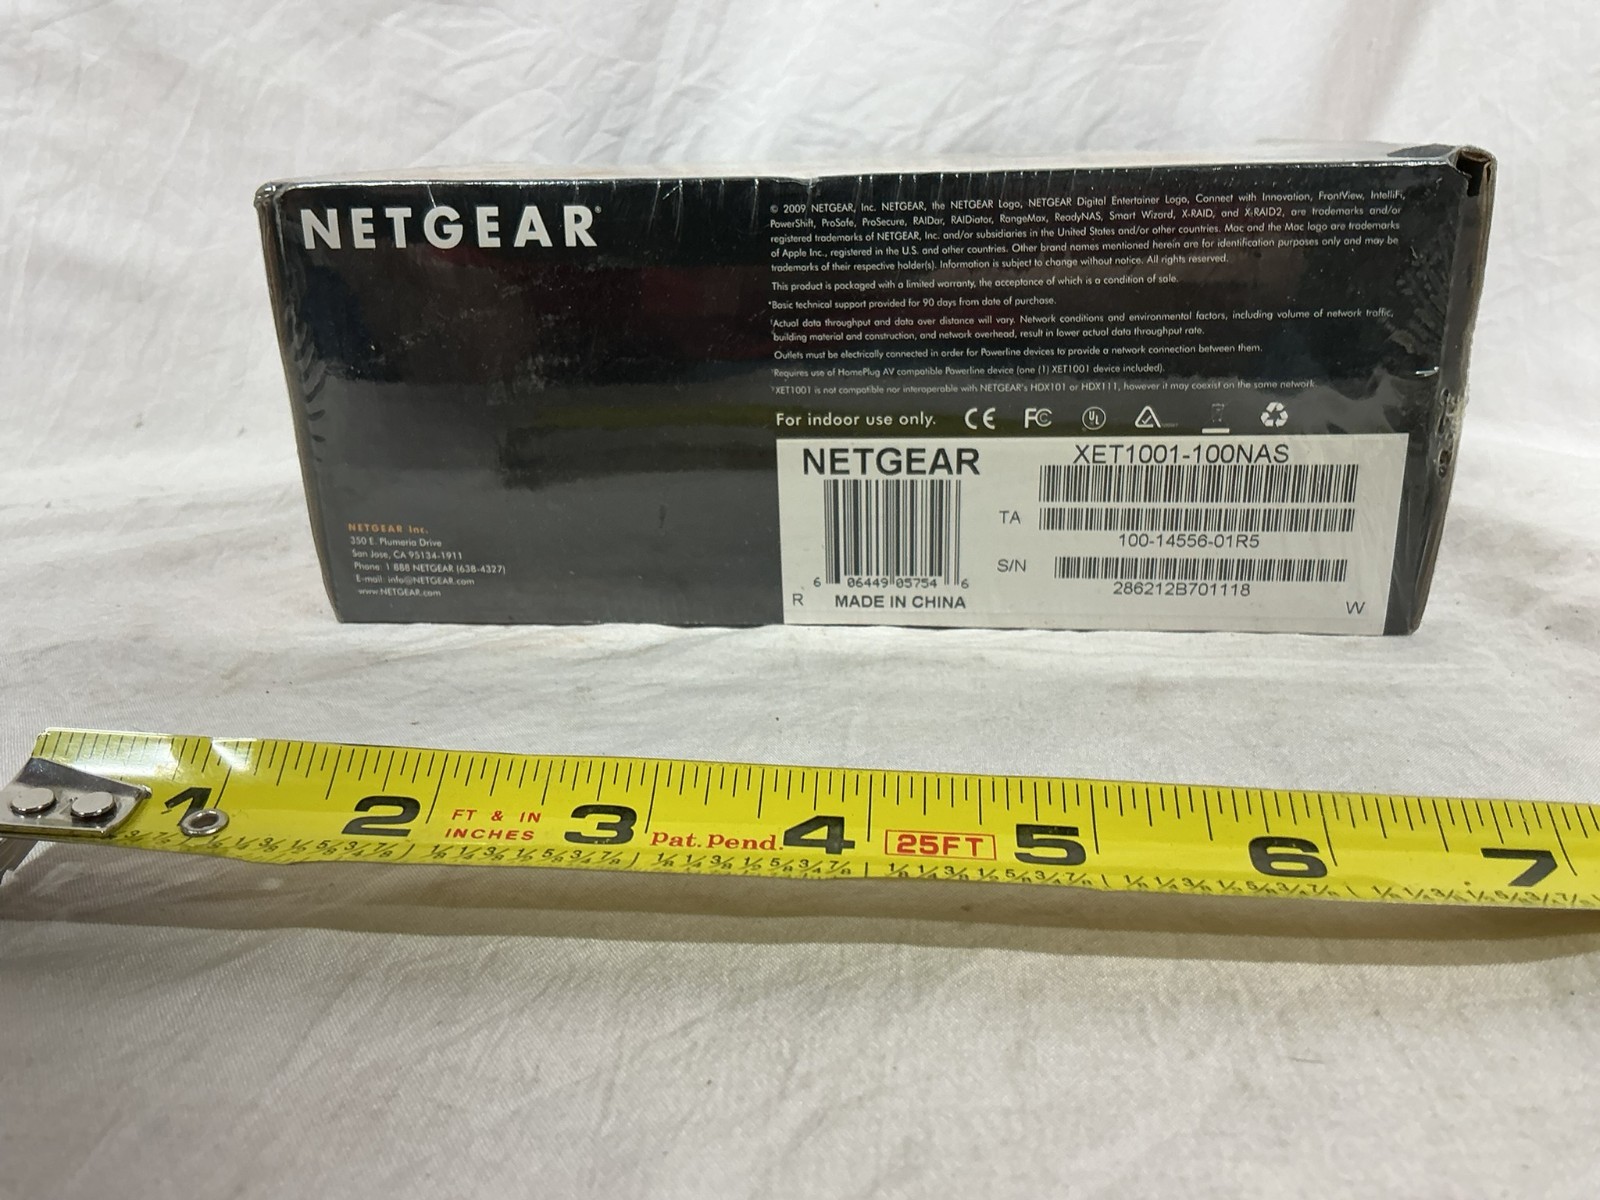 NETGEAR®
© 2009 NETGEAR, Inc. NETGEAR, the NETGEAR Logo, NETGEAR Digital Entertainer Logo, Connect with Innovation, FrontView, IntelliFi,
PowerShift, ProSafe, ProSecure, RAIDar, RAIDiator, RangeMax, ReadyNAS, Smart Wizard, X-RAID, and X-RAID2, are trademarks and/or
registered trademarks of NETGEAR, Inc. and/or subsidiaries in the United States and/or other countries. Mac and the Mac logo are trademarks
of Apple Inc., registered in the U.S. and other countries. Other brand names mentioned herein are for identification purposes only and may be
trademarks of their respective holder(s). Information is subject to change without notice. All rights reserved.
This product is packaged with a limited warranty, the acceptance of which is a condition of sale.
*Basic technical support provided for 90 days from date of purchase.
Actual data throughput and data over distance will vary. Network conditions and environmental factors, including volume of network traffic,
building material and construction, and network overhead, result in lower actual data throughput rate.
Outlets must be electrically connected in order for Powerline devices to provide a network connection between them.
Requires use of HomePlug AV compatible Powerline device (one (1) XET1001 device included).
XET1001 is not compatible nor interoperable with NETGEAR's HDX101 or HDX111, however it may coexist on the same network.
For indoor use only. CE FC UL
NETGEAR Inc.
350 E. Plumeria Drive
San Jose, CA 95134-1911
Phone: 1 888 NETGEAR (638-4327)
E-mail: info@NETGEAR.com
www.NETGEAR.com
NETGEAR
6 06449 05754 6
R MADE IN CHINA
XET1001-100NAS
TA
100-14556-01R5
S/N
286212B701118
W
1 2 3 4 5 6 7
FT & IN
INCHES
Pat. Pend.
25FT